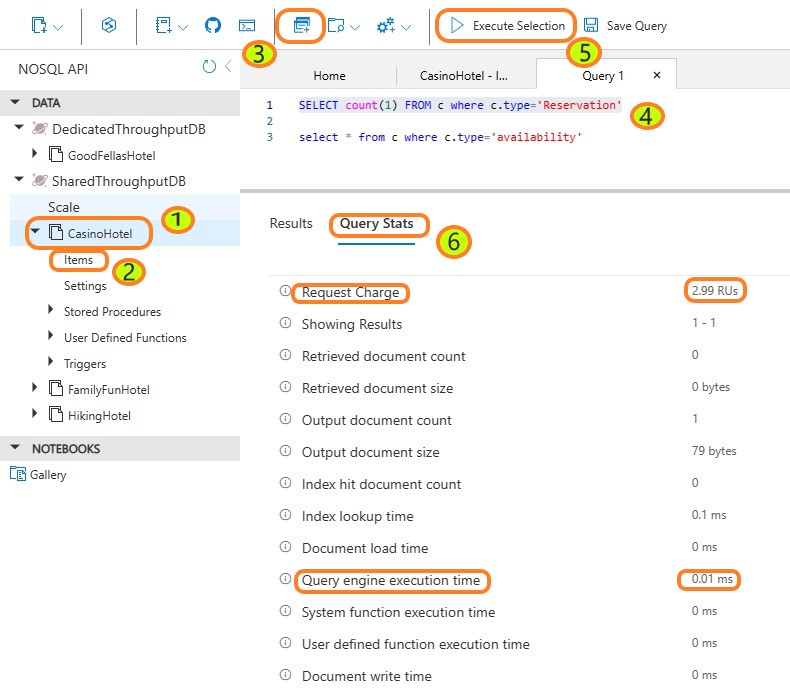 3
Execute Selection
Save Query
5
NOSQL API
Home
CasinoHotel - I...
Query 1
DATA
DedicatedThroughputDB
GoodFellasHotel
SharedThroughputDB
Scale
CasinoHotel
1
Items
2
Settings
Stored Procedures
User Defined Functions
Triggers
FamilyFunHotel
HikingHotel
NOTEBOOKS
Gallery
1 SELECT count(1) FROM c where c.type='Reservation'
4
2
3 select * from c where c.type='availability'
Results
Query Stats
6
Request Charge 2.99 RUs
Showing Results 1 - 1
Retrieved document count 0
Retrieved document size 0 bytes
Output document count 1
Output document size 79 bytes
Index hit document count 0
Index lookup time 0.1 ms
Document load time 0 ms
Query engine execution time 0.01 ms
System function execution time 0 ms
User defined function execution time 0 ms
Document write time 0 ms